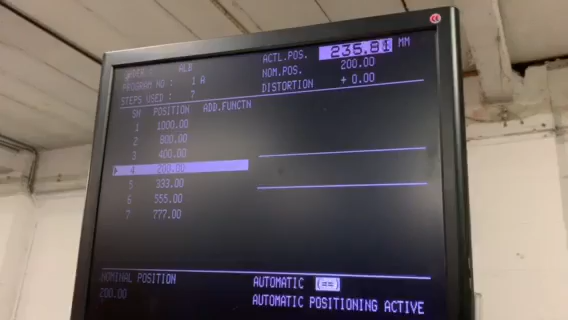 ALB
ACTL.POS. 235.81 MM
PROGRAM NO : 1 A
NOM.POS. 200.00
STEPS USED : 7
DISTORTION + 0.00
SN POSITION ADD.FUNCTN
1 1000.00
2 800.00
3 400.00
4 200.00
5 333.00
6 555.00
7 777.00
NOMINAL POSITION
AUTOMATIC
200.00
AUTOMATIC POSITIONING ACTIVE